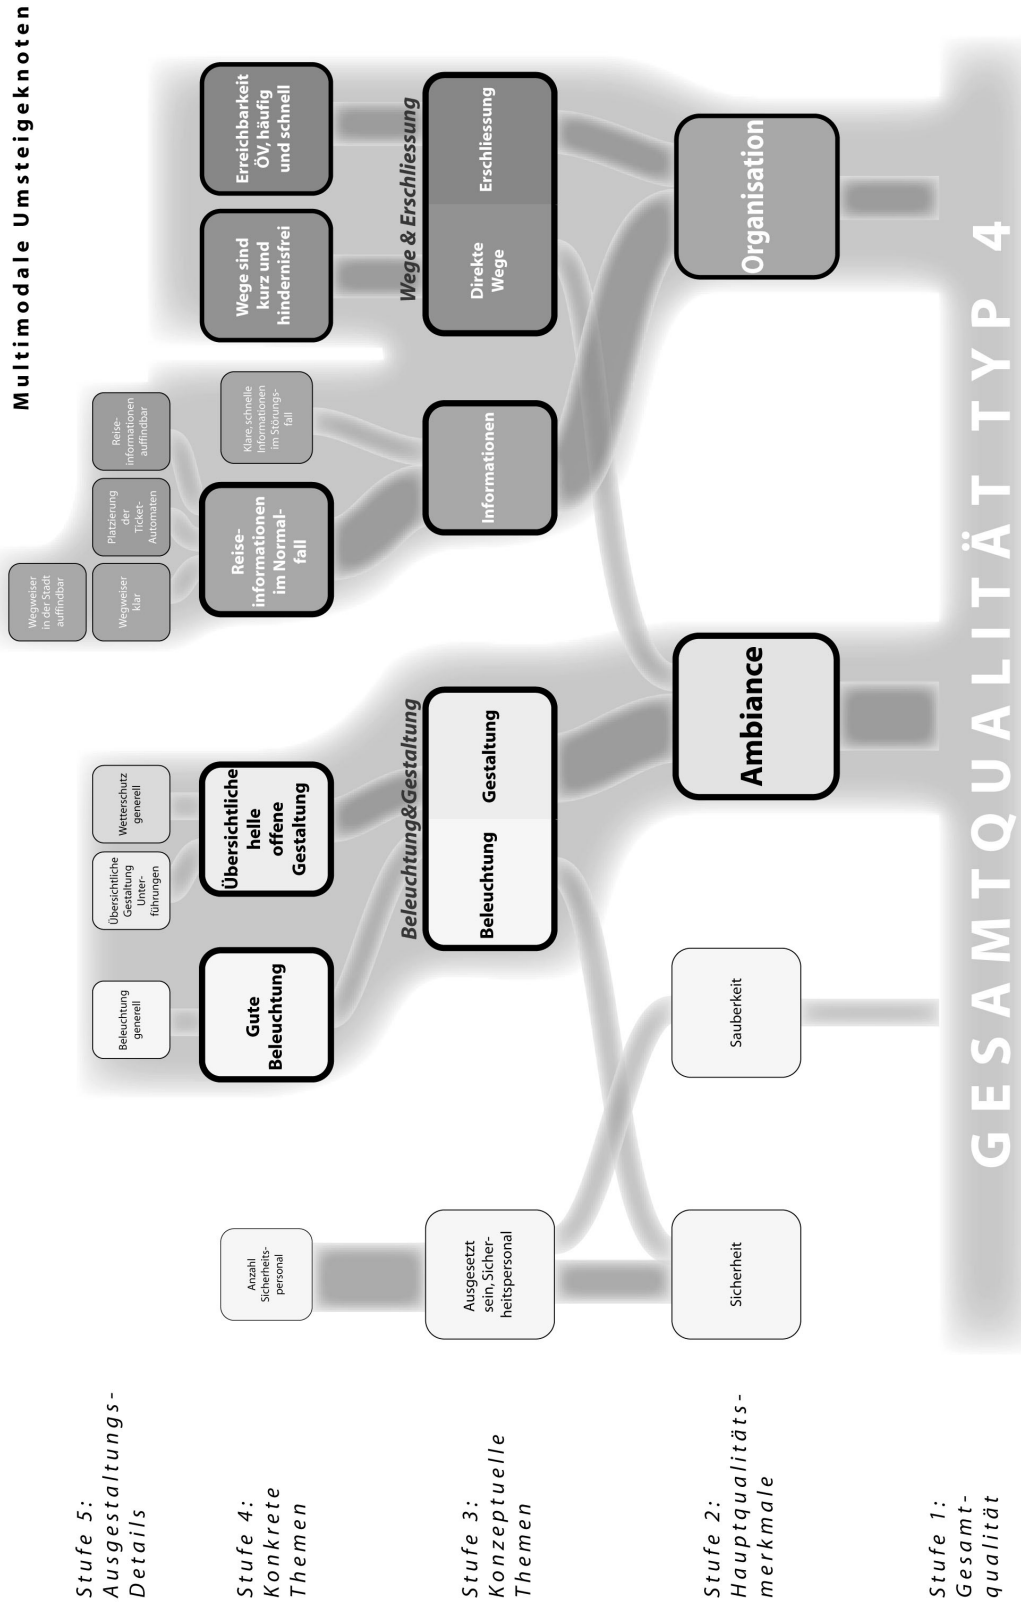 Multimodale Umsteigeknoten
Stufe 5:
Ausgestaltungs-
Details
Beleuchtung
generell
Übersichtliche
Gestaltung
Unter-
führungen
Wetterschutz
generell
Wegweiser
in der Stadt
auffindbar
Wegweiser
klar
Platzierung
der
Ticket-
Automaten
Reise-
informationen
auffindbar
Stufe 4:
Konkrete
Themen
Anzahl
Sicherheits-
personal
Gute
Beleuchtung
Übersichtliche
helle
offene
Gestaltung
Reise-
informationen
im Normal-
fall
Klare, schnelle
Informationen
im Störungs-
fall
Wege sind
kurz und
hindernisfrei
Erreichbarkeit
ÖV, häufig
und schnell
Stufe 3:
Konzeptuelle
Themen
Ausgesetzt
sein, Sicher-
heitspersonal
Beleuchtung&Gestaltung
Beleuchtung
Gestaltung
Informationen
Wege & Erschliessung
Direkte
Wege
Erschliessung
Stufe 2:
Hauptqualitäts-
merkmale
Sicherheit
Sauberkeit
Ambiance
Organisation
Stufe 1:
Gesamt-
qualität
GESAMTQUALITÄT TYP 4